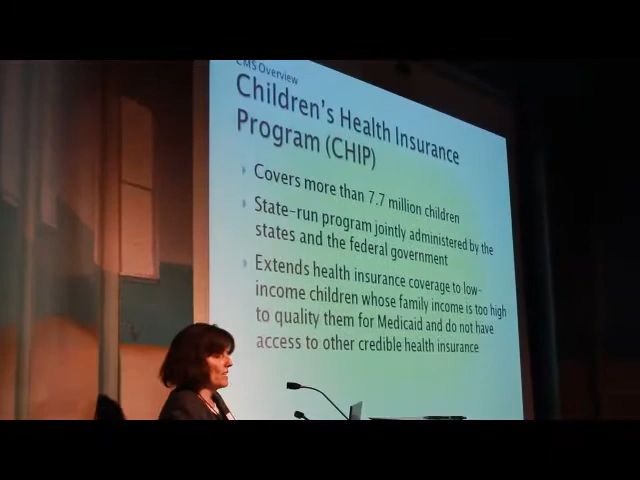 CMS Overview
Children's Health Insurance
Program (CHIP)
Covers more than 7.7 million children
State-run program jointly administered by the
states and the federal government
Extends health insurance coverage to low-
income children whose family income is too high
to quality them for Medicaid and do not have
access to other credible health insurance